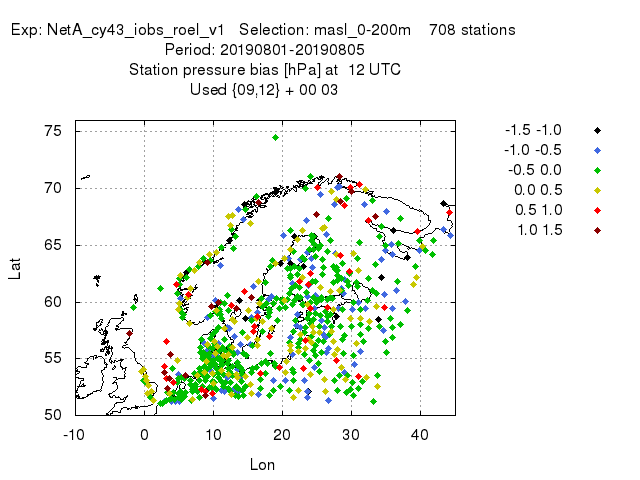 Exp: NetA_cy43_iobs_roel_v1 Selection: masl_0-200m 708 stations
Period: 20190801-20190805
Station pressure bias [hPa] at 12 UTC
Used {09,12} + 00 03
75
70
65
60
55
50
-10 0 10 20 30 40
Lat
Lon
-1.5 -1.0
-1.0 -0.5
-0.5 0.0
0.0 0.5
0.5 1.0
1.0 1.5